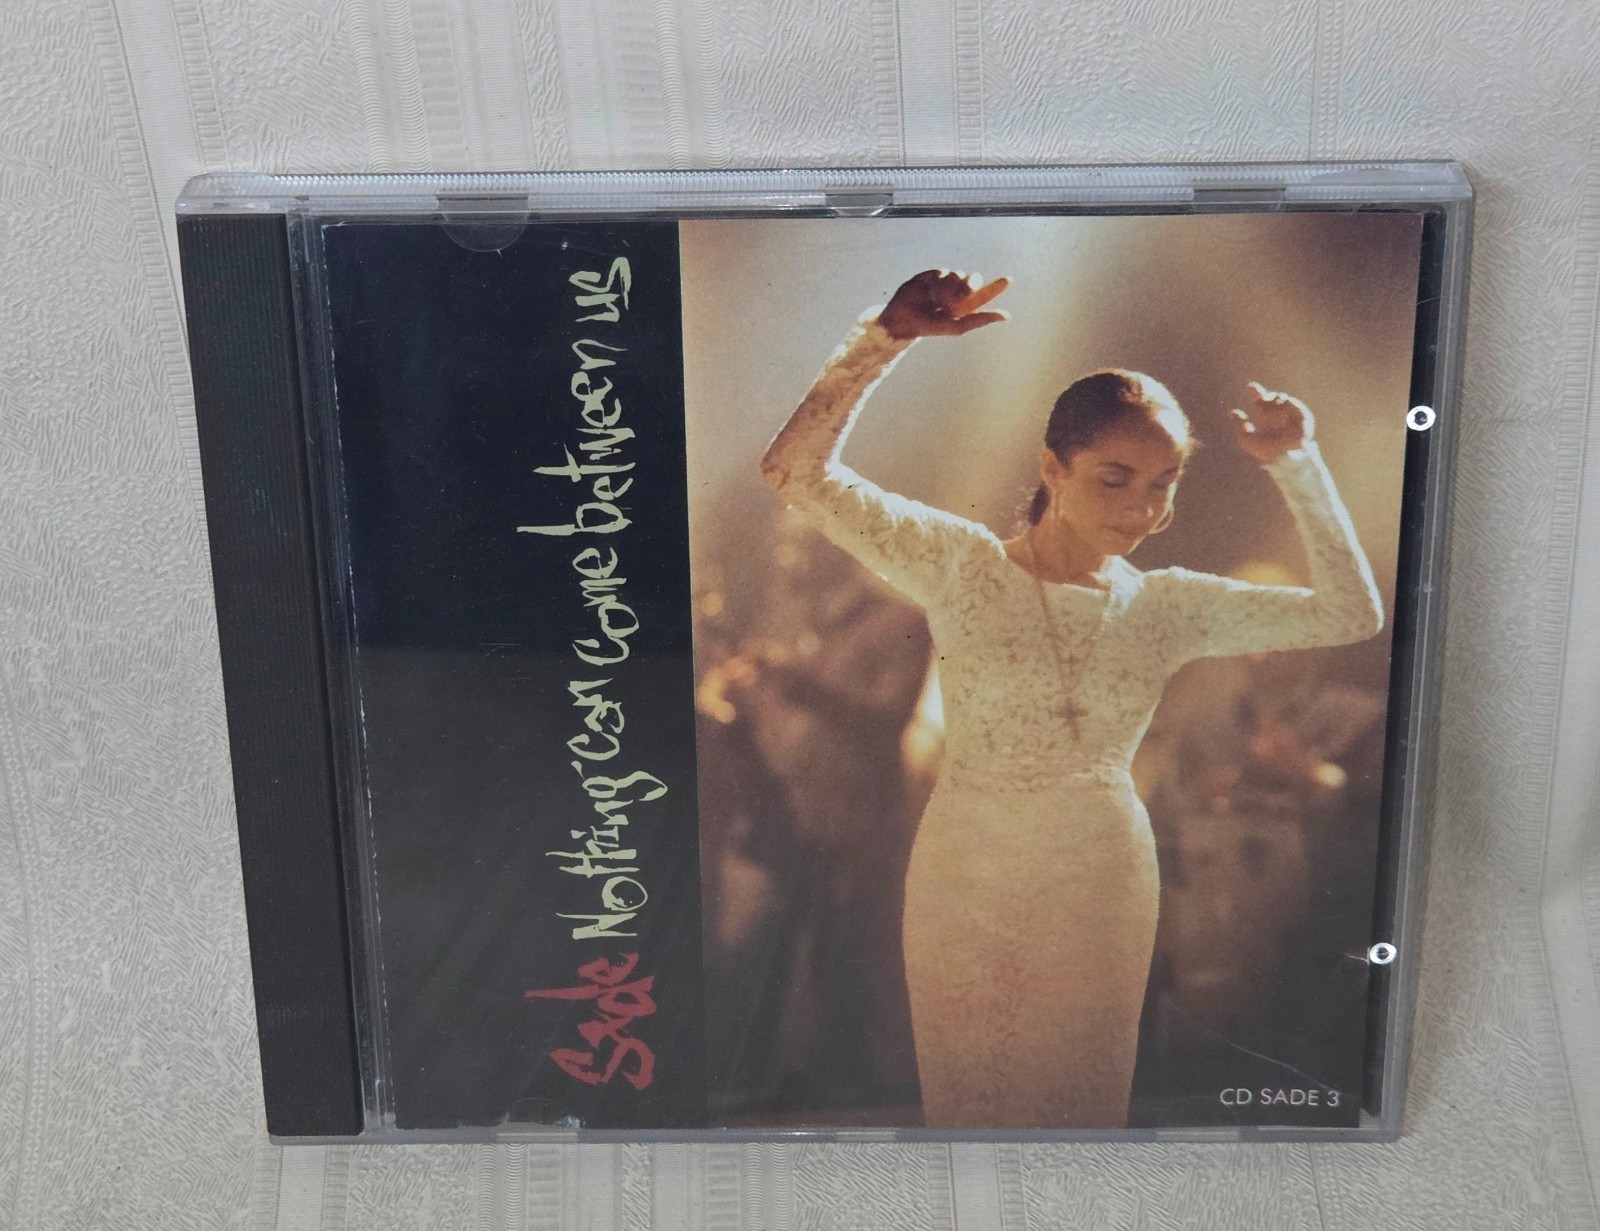 Sade Nothing can come between us
CD SADE 3